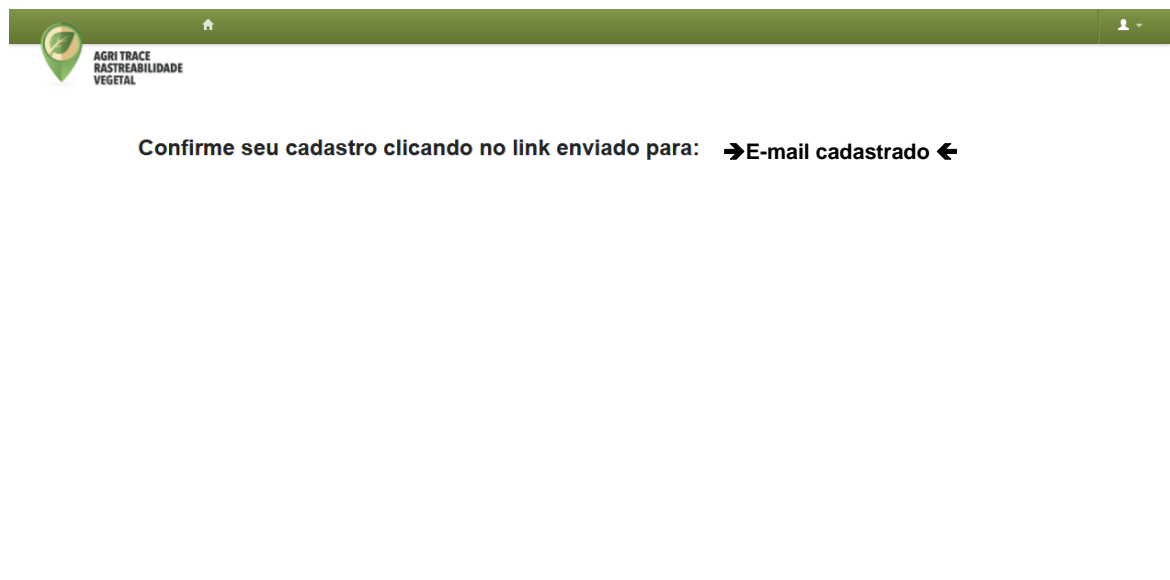 AGRI TRACE
RASTREABILIDADE
VEGETAL
Confirme seu cadastro clicando no link enviado para: ➔E-mail cadastrado 🡸